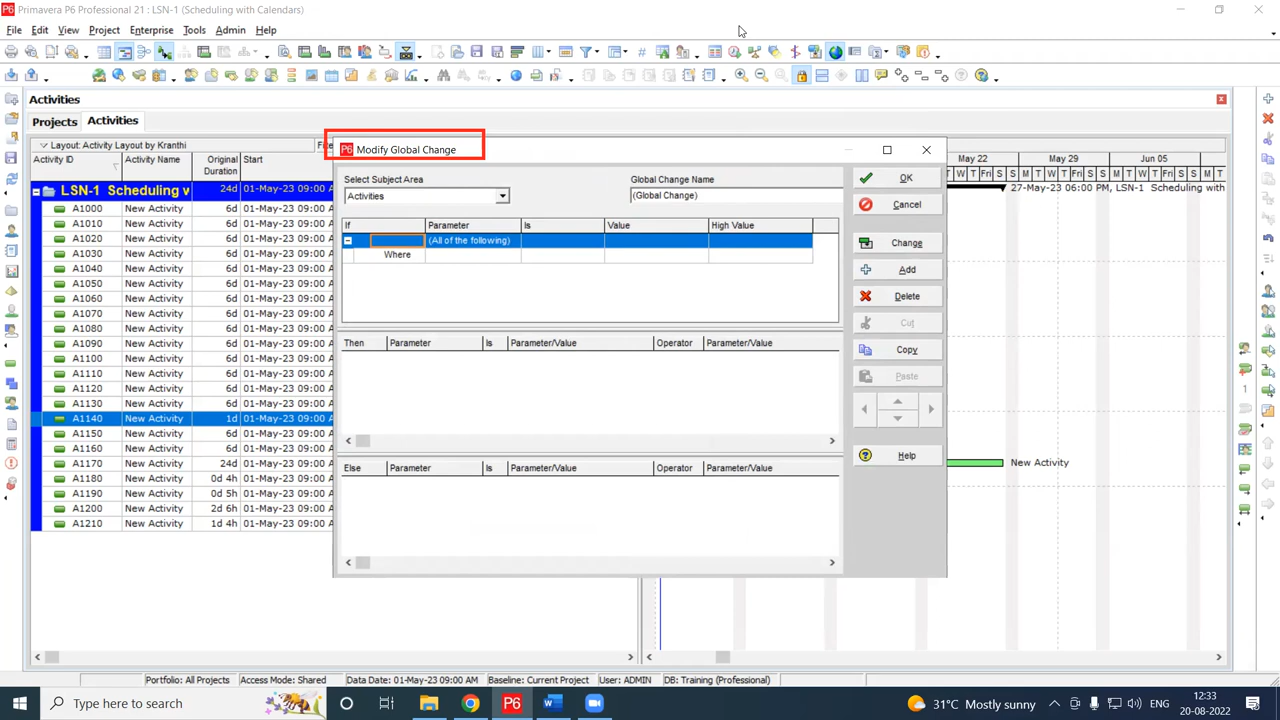 Primavera P6 Professional 21 : LSN-1 (Scheduling with Calendars)
File Edit View Project Enterprise Tools Admin Help
Activities
Projects Activities
Layout: Activity Layout by Kranthi
Activity ID Activity Name Original Duration Start
LSN-1 Scheduling w 24d 01-May-23 09:00 A
A1000 New Activity 6d 01-May-23 09:00 A
A1010 New Activity 6d 01-May-23 09:00 A
A1020 New Activity 6d 01-May-23 09:00 A
A1030 New Activity 6d 01-May-23 09:00 A
A1040 New Activity 6d 01-May-23 09:00 A
A1050 New Activity 6d 01-May-23 09:00 A
A1060 New Activity 6d 01-May-23 09:00 A
A1070 New Activity 6d 01-May-23 09:00 A
A1080 New Activity 6d 01-May-23 09:00 A
A1090 New Activity 6d 01-May-23 09:00 A
A1100 New Activity 6d 01-May-23 09:00 A
A1110 New Activity 6d 01-May-23 09:00 A
A1120 New Activity 6d 01-May-23 09:00 A
A1130 New Activity 6d 01-May-23 09:00 A
A1140 New Activity 1d 01-May-23 09:00 A
A1150 New Activity 6d 01-May-23 09:00 A
A1160 New Activity 6d 01-May-23 09:00 A
A1170 New Activity 24d 01-May-23 09:00 A
A1180 New Activity 0d 4h 01-May-23 09:00 A
A1190 New Activity 0d 5h 01-May-23 09:00 A
A1200 New Activity 2d 6h 01-May-23 09:00 A
A1210 New Activity 1d 4h 01-May-23 09:00 A
P6 Modify Global Change
Select Subject Area Global Change Name
Activities (Global Change)
If Parameter Is Value High Value
(All of the following)
Where
Then Parameter Is Parameter/Value Operator Parameter/Value
Else Parameter Is Parameter/Value Operator Parameter/Value
OK
Cancel
Change
Add
Delete
Cut
Copy
Paste
Help
May 22 May 29 Jun 05
W T Fri S S M T W T Fri S S M T W T Fri S S M T W T
27-May-23 06:00 PM, LSN-1 Scheduling with
New Activity
Portfolio: All Projects Access Mode: Shared Data Date: 01-May-23 09:00 AM Baseline: Current Project User: ADMIN DB: Training (Professional)
Type here to search
P6
31°C Mostly sunny ENG 12:33
20-08-2022